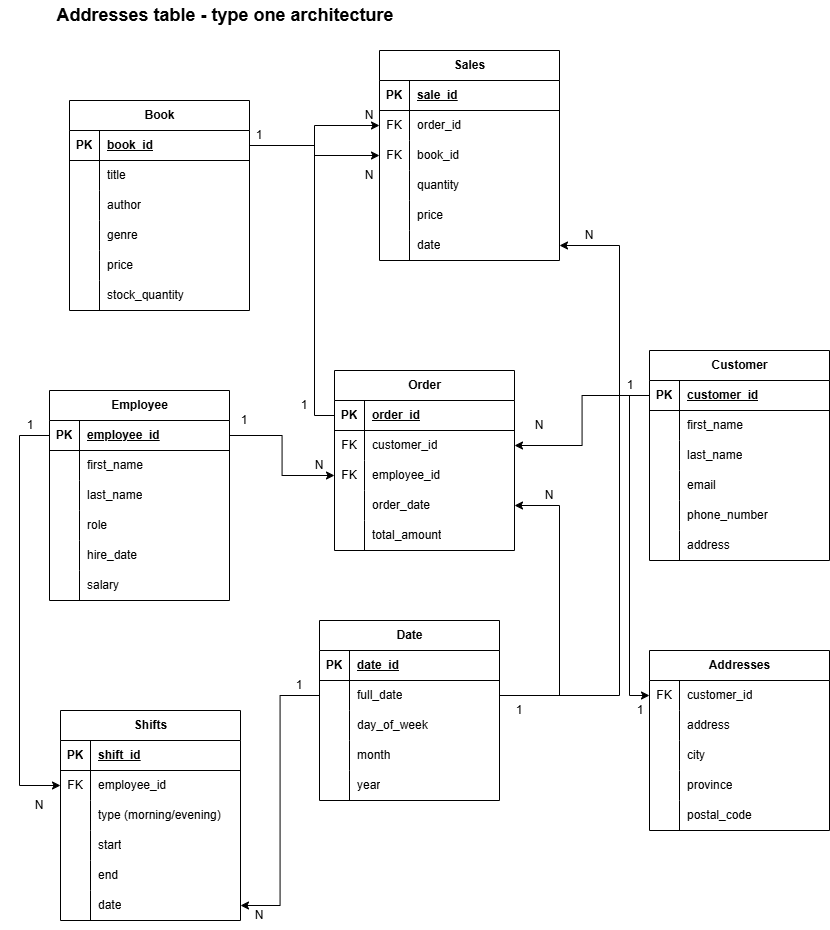 Addresses table - type one architecture
Sales
PK sale_id
FK order_id
FK book_id
quantity
price
date
Book
PK book_id
title
author
genre
price
stock_quantity
1
N
N
N
Customer
PK customer_id
first_name
last_name
email
phone_number
address
Order
PK order_id
FK customer_id
FK employee_id
order_date
total_amount
1
1
N
N
Employee
PK employee_id
first_name
last_name
role
hire_date
salary
1
1
N
Date
PK date_id
full_date
day_of_week
month
year
1
1
Addresses
FK customer_id
address
city
province
postal_code
1
Shifts
PK shift_id
FK employee_id
type (morning/evening)
start
end
date
N
N